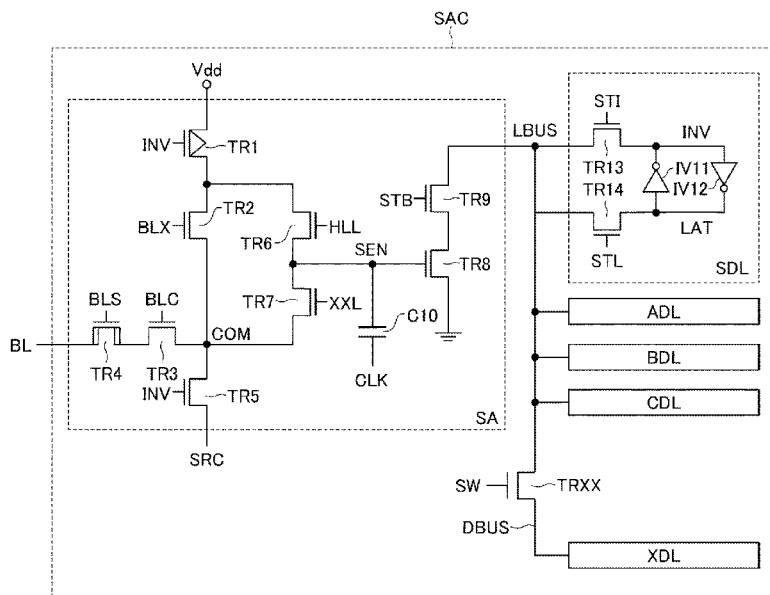 SAC
Vdd
INV
TR1
TR2
BLX
TR6
HLL
SEN
TR7
XXL
BLS
BLC
BL
TR4
TR3
COM
INV
TR5
SRC
C10
CLK
STB
TR9
TR8
SA
LBUS
STI
TR13
INV
IV11
IV12
TR14
LAT
STL
SDL
ADL
BDL
CDL
SW
TRXX
DBUS
XDL